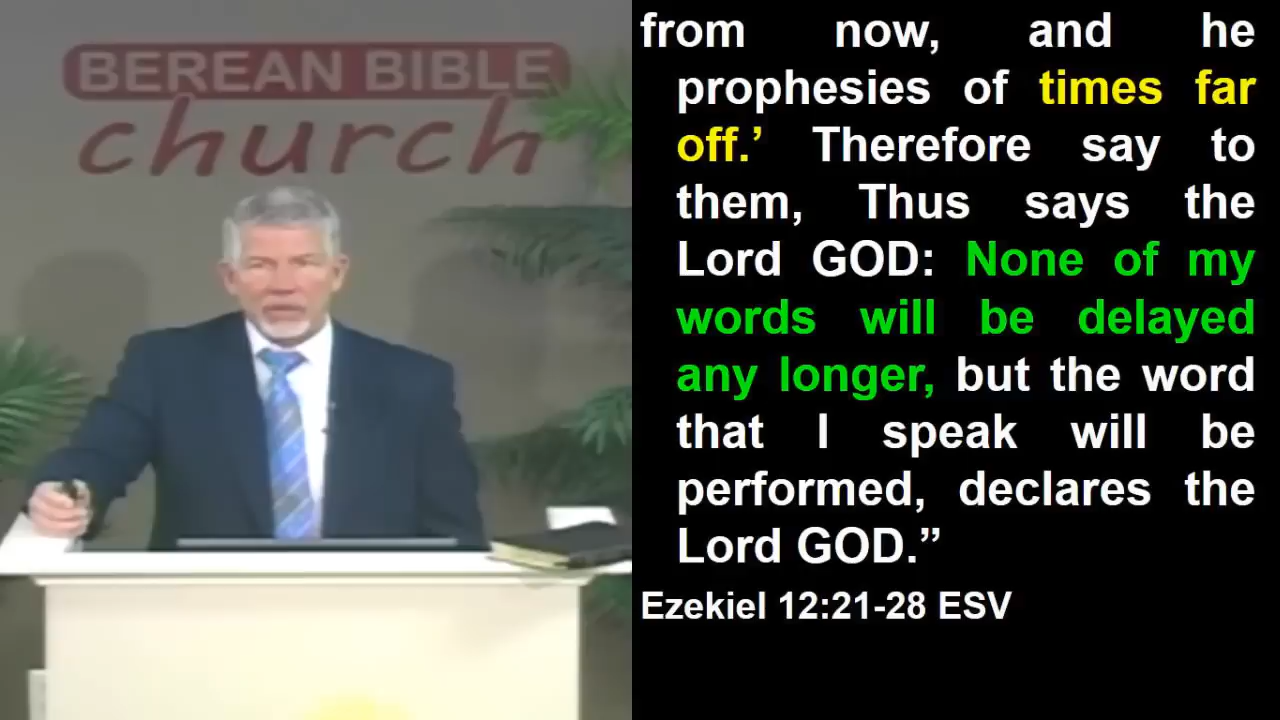 BEREAN BIBLE
church
from now, and he
prophesies of times far
off.’ Therefore say to
them, Thus says the
Lord GOD: None of my
words will be delayed
any longer, but the word
that I speak will be
performed, declares the
Lord GOD.”
Ezekiel 12:21-28 ESV